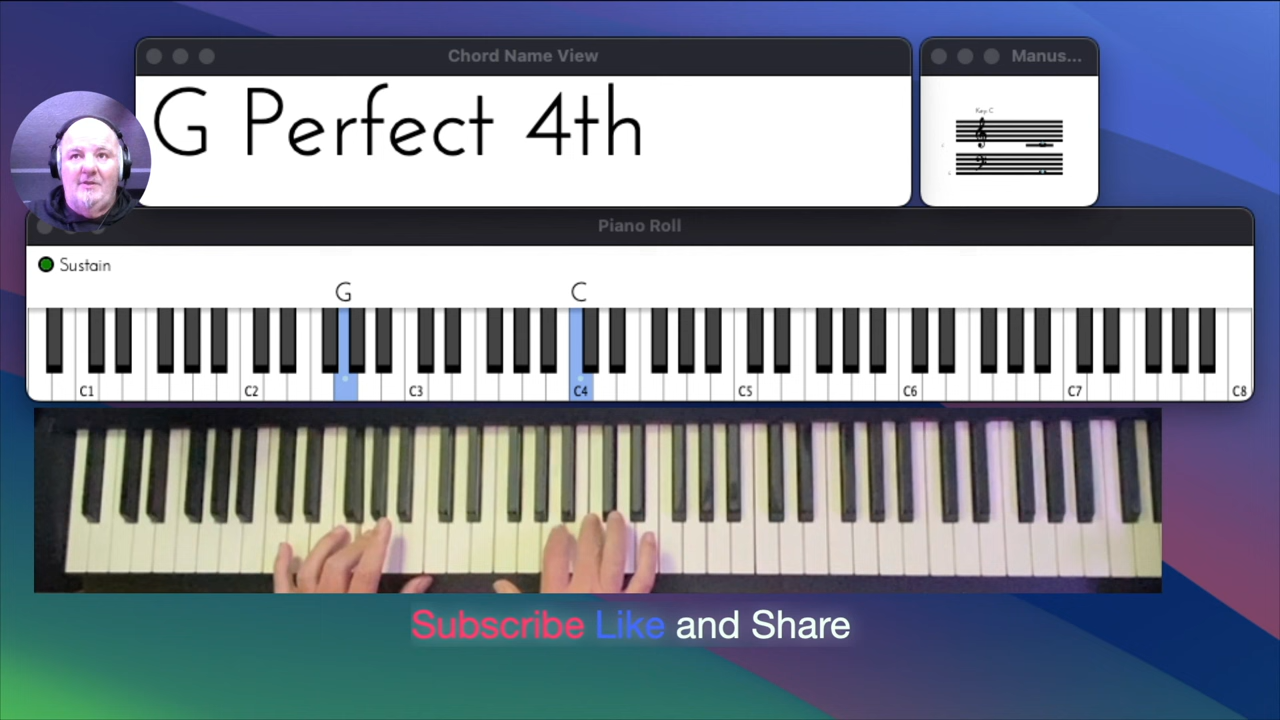 Chord Name View
Manus...
G Perfect 4th
Key C
Piano Roll
Sustain
G C
C1 C2 C3 C4 C5 C6 C7 C8
Subscribe Like and Share